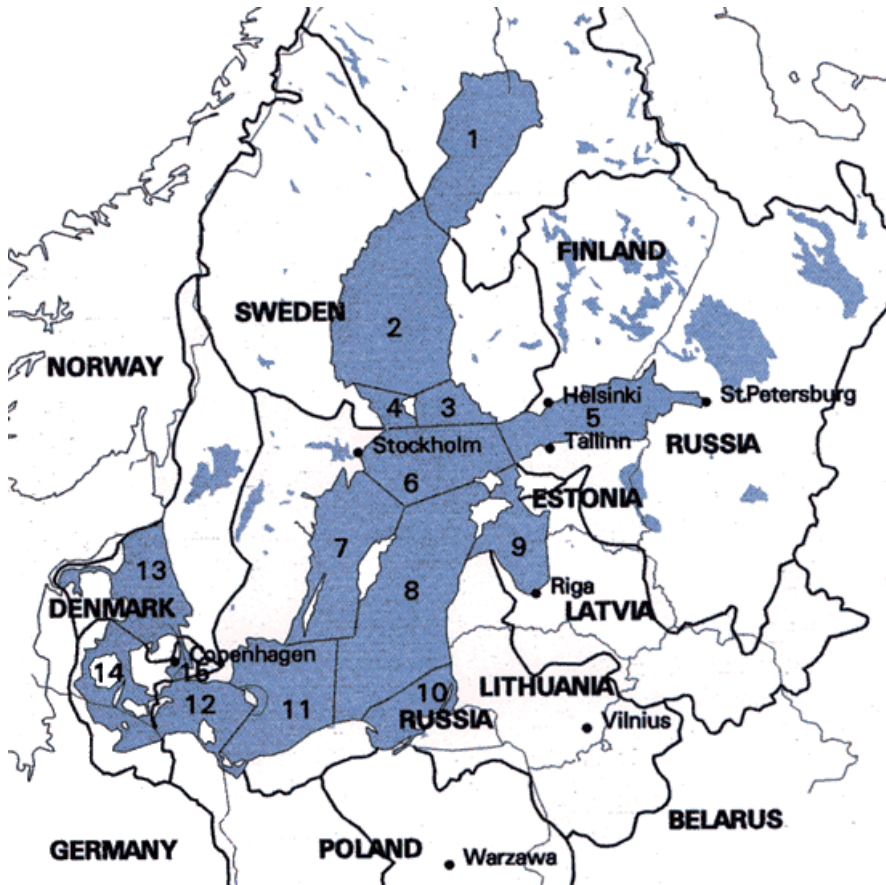 1
FINLAND
SWEDEN
2
NORWAY
4
3
Helsinki
5
St.Petersburg
Stockholm
Tallinn
RUSSIA
6
ESTONIA
7
9
13
8
Riga
DENMARK
LATVIA
Copenhagen
14
15
LITHUANIA
10
12
11
RUSSIA
Vilnius
BELARUS
GERMANY
POLAND
Warzawa